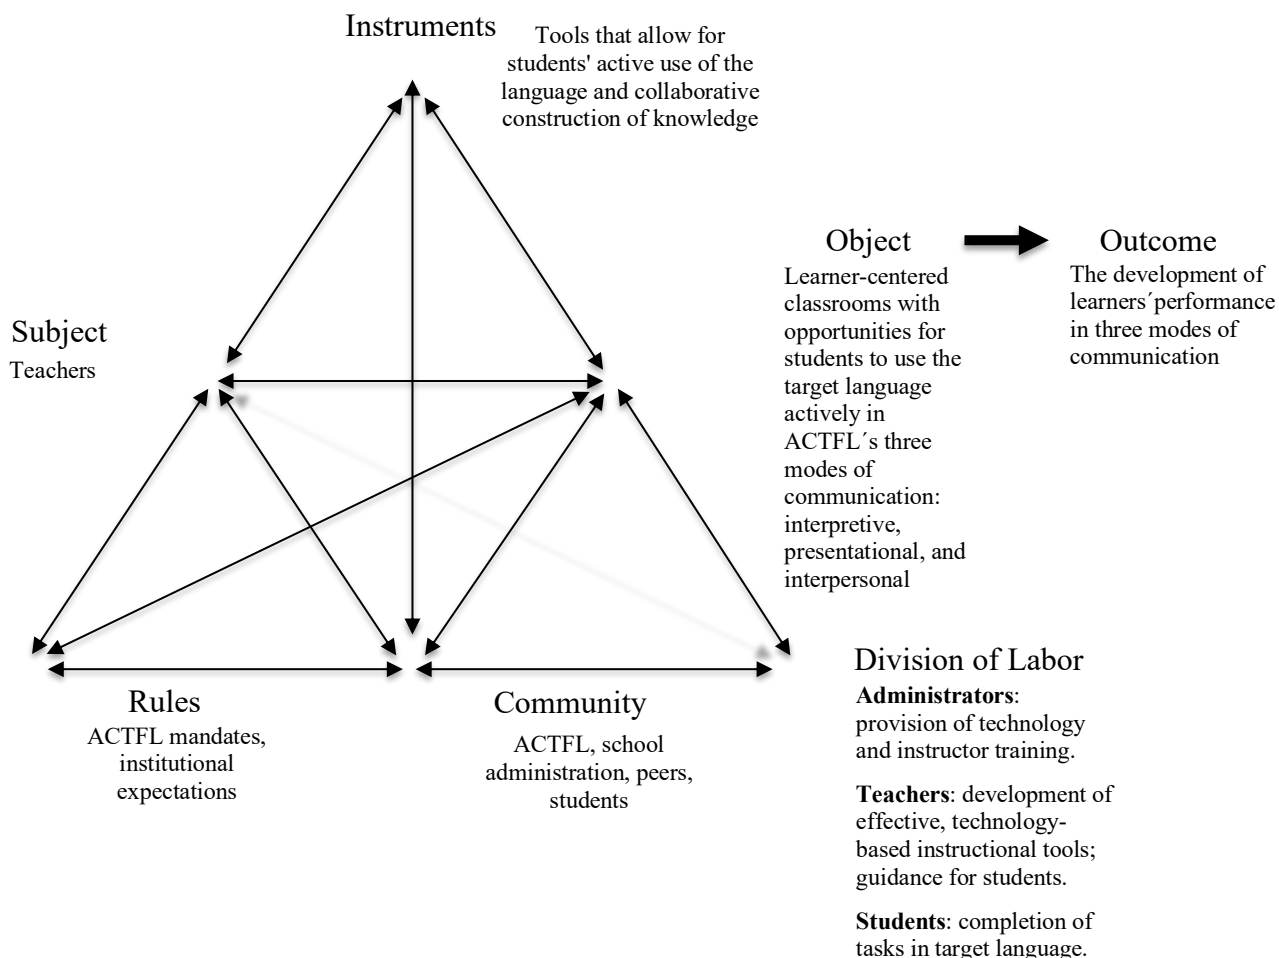 Instruments
Tools that allow for
students' active use of the
language and collaborative
construction of knowledge
Object
Learner-centered
classrooms with
opportunities for
students to use the
target language
actively in
ACTFL´s three
modes of
communication:
interpretive,
presentational, and
interpersonal
Outcome
The development of
learners´performance
in three modes of
communication
Subject
Teachers
Rules
ACTFL mandates,
institutional
expectations
Community
ACTFL, school
administration, peers,
students
Division of Labor
Administrators:
provision of technology
and instructor training.
Teachers: development of
effective, technology-
based instructional tools;
guidance for students.
Students: completion of
tasks in target language.